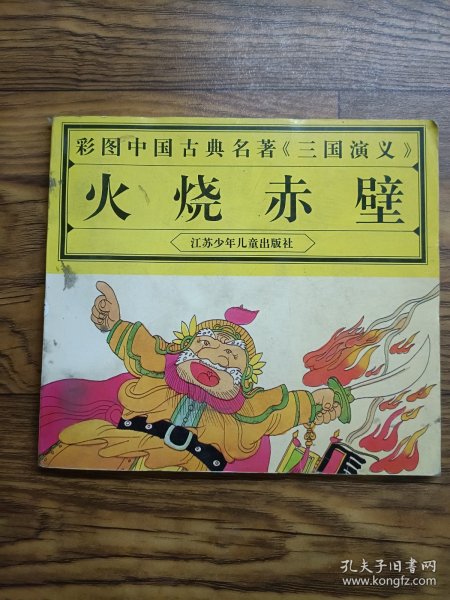 彩图中国古典名著《三国演义》
火烧赤壁
江苏少年儿童出版社
孔夫子旧书网
www.kongfz.com